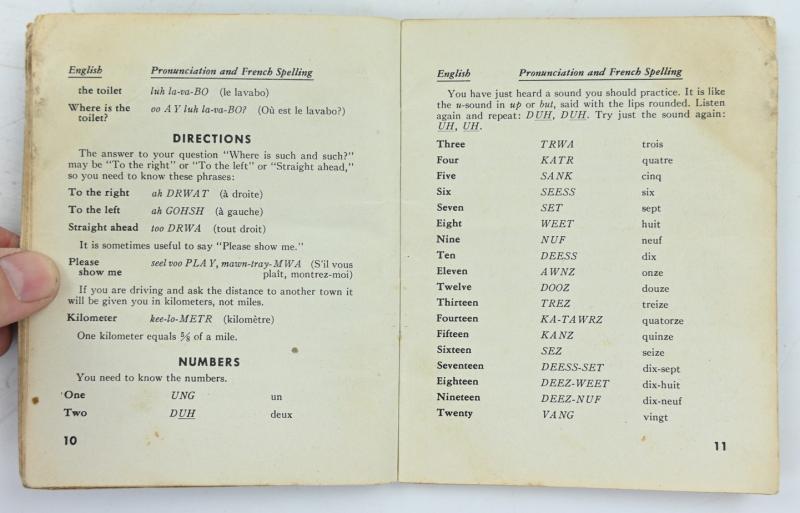 English Pronunciation and French Spelling
the toilet luh la-va-BO (le lavabo)
Where is the oo A Y luh la-va-BO? (Où est le lavabo?)
toilet?
DIRECTIONS
The answer to your question "Where is such and such?"
may be "To the right" or "To the left" or "Straight ahead,"
so you need to know these phrases:
To the right ah DRWAT (à droite)
To the left ah GOHSH (à gauche)
Straight ahead too DRWA (tout droit)
It is sometimes useful to say "Please show me."
Please seel voo PLAY, mawn-tray-MWA (S'il vous
show me plaît, montrez-moi)
If you are driving and ask the distance to another town it
will be given you in kilometers, not miles.
Kilometer kee-lo-METR (kilomètre)
One kilometer equals ⅝ of a mile.
NUMBERS
You need to know the numbers.
One UNG un
Two DUH deux
10
English Pronunciation and French Spelling
You have just heard a sound you should practice. It is like
the u-sound in up or but, said with the lips rounded. Listen
again and repeat: DUH, DUH. Try just the sound again:
UH, UH.
Three TRWA trois
Four KATR quatre
Five SANK cinq
Six SEESS six
Seven SET sept
Eight WEET huit
Nine NUF neuf
Ten DEESS dix
Eleven AWNZ onze
Twelve DOOZ douze
Thirteen TREZ treize
Fourteen KA-TAWRZ quatorze
Fifteen KANZ quinze
Sixteen SEZ seize
Seventeen DEESS-SET dix-sept
Eighteen DEEZ-WEET dix-huit
Nineteen DEEZ-NUF dix-neuf
Twenty VANG vingt
11